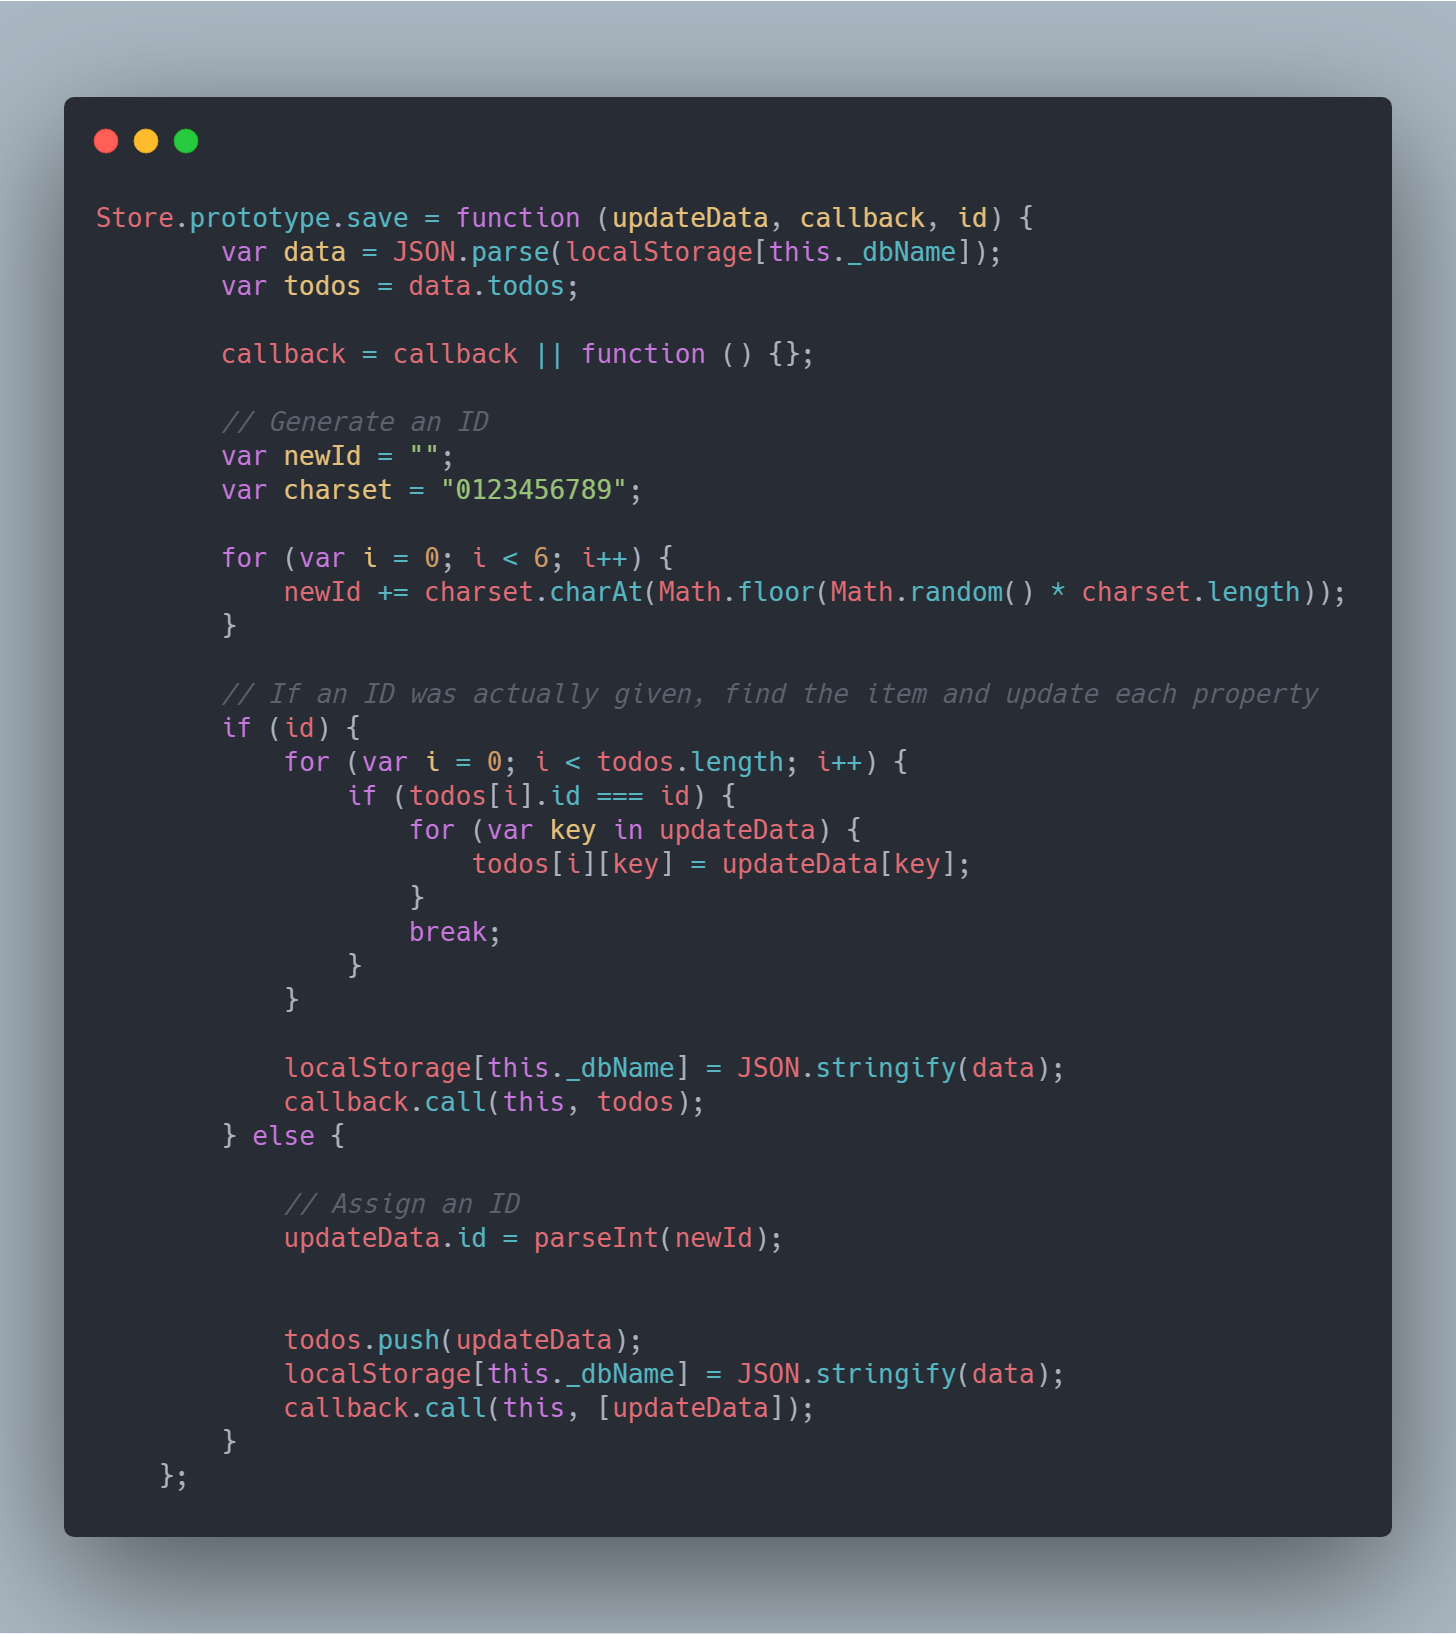 Store.prototype.save = function (updateData, callback, id) {
        var data = JSON.parse(localStorage[this._dbName]);
        var todos = data.todos;

        callback = callback || function () {};

        // Generate an ID
        var newId = "";
        var charset = "0123456789";

        for (var i = 0; i < 6; i++) {
            newId += charset.charAt(Math.floor(Math.random() * charset.length));
        }

        // If an ID was actually given, find the item and update each property
        if (id) {
            for (var i = 0; i < todos.length; i++) {
                if (todos[i].id === id) {
                    for (var key in updateData) {
                        todos[i][key] = updateData[key];
                    }
                    break;
                }
            }

            localStorage[this._dbName] = JSON.stringify(data);
            callback.call(this, todos);
        } else {

            // Assign an ID
            updateData.id = parseInt(newId);


            todos.push(updateData);
            localStorage[this._dbName] = JSON.stringify(data);
            callback.call(this, [updateData]);
        }
    };